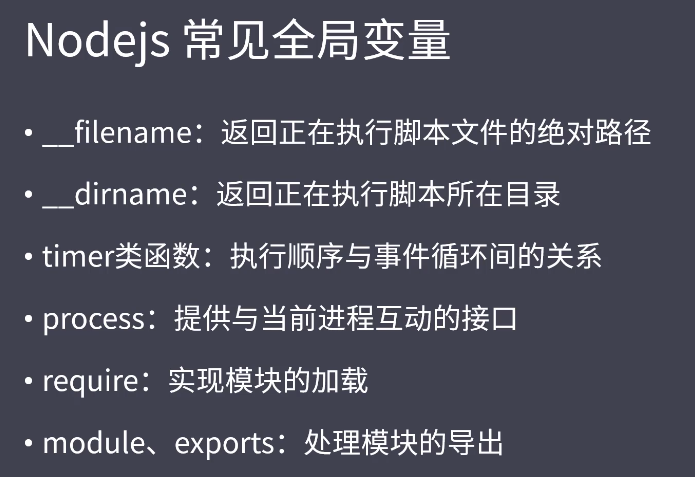 Nodejs 常见全局变量
• __filename：返回正在执行脚本文件的绝对路径
• __dirname：返回正在执行脚本所在目录
• timer类函数：执行顺序与事件循环间的关系
• process：提供与当前进程互动的接口
• require：实现模块的加载
• module、exports：处理模块的导出